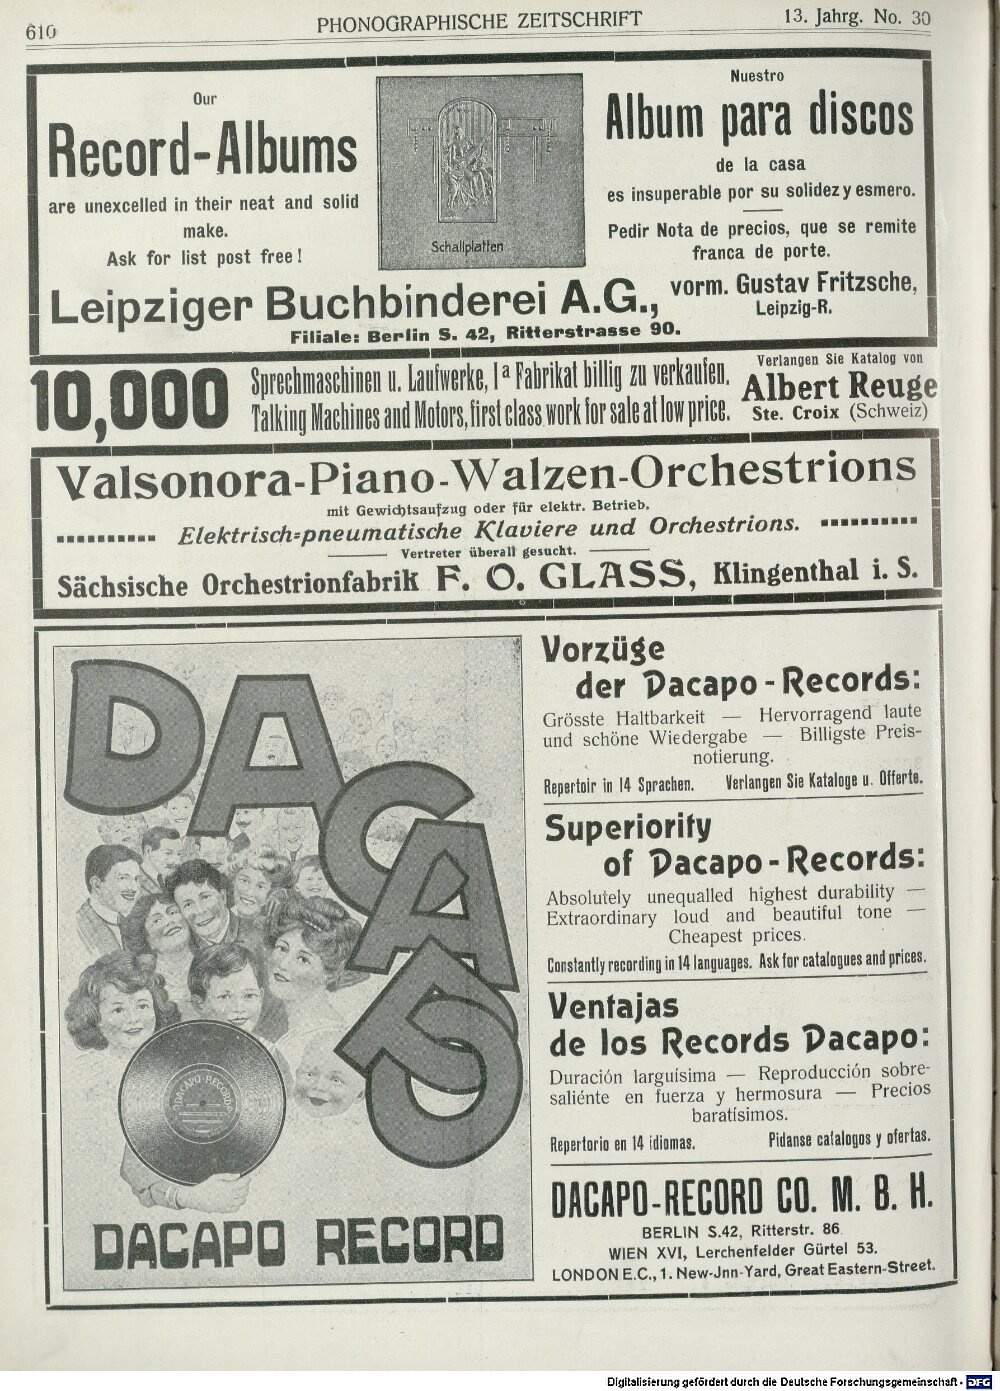 610
PHONOGRAPHISCHE ZEITSCHRIFT
13. Jahrg. No. 30
Our
Record-Albums
are unexcelled in their neat and solid
make.
Ask for list post free!
Schallplatten
Nuestro
Album para discos
de la casa
es insuperable por su solidez y esmero.
Pedir Nota de precios, que se remite
franca de porte.
Leipziger Buchbinderei A.G., vorm. Gustav Fritzsche,
Leipzig-R.
Filiale: Berlin S. 42, Ritterstrasse 90.
10,000
Sprechmaschinen u. Laufwerke, Ia Fabrikat billig zu verkaufen.
Talking Machines and Motors, first class work for sale at low price.
Verlangen Sie Katalog von
Albert Reuge
Ste. Croix (Schweiz)
Valsonora-Piano-Walzen-Orchestrions
mit Gewichtsaufzug oder für elektr. Betrieb.
Elektrisch=pneumatische Klaviere und Orchestrions.
Vertreter überall gesucht.
Sächsische Orchestrionfabrik F. O. GLASS, Klingenthal i. S.
DACAPO
DACAPO-RECORD
DACAPO RECORD
Vorzüge
der Dacapo-Records:
Grösste Haltbarkeit — Hervorragend laute
und schöne Wiedergabe — Billigste Preis-
notierung.
Repertoir in 14 Sprachen. Verlangen Sie Kataloge u. Offerte.
Superiority
of Dacapo-Records:
Absolutely unequalled highest durability —
Extraordinary loud and beautiful tone —
Cheapest prices.
Constantly recording in 14 languages. Ask for catalogues and prices.
Ventajas
de los Records Dacapo:
Duración larguísima — Reproducción sobre-
saliénte en fuerza y hermosura — Precios
baratísimos.
Repertorio en 14 idiomas. Pidanse catalogos y ofertas.
DACAPO-RECORD CO. M. B. H.
BERLIN S.42, Ritterstr. 86.
WIEN XVI, Lerchenfelder Gürtel 53.
LONDON E.C., 1. New-Jnn-Yard, Great Eastern-Street.
Digitalisierung gefördert durch die Deutsche Forschungsgemeinschaft - DFG